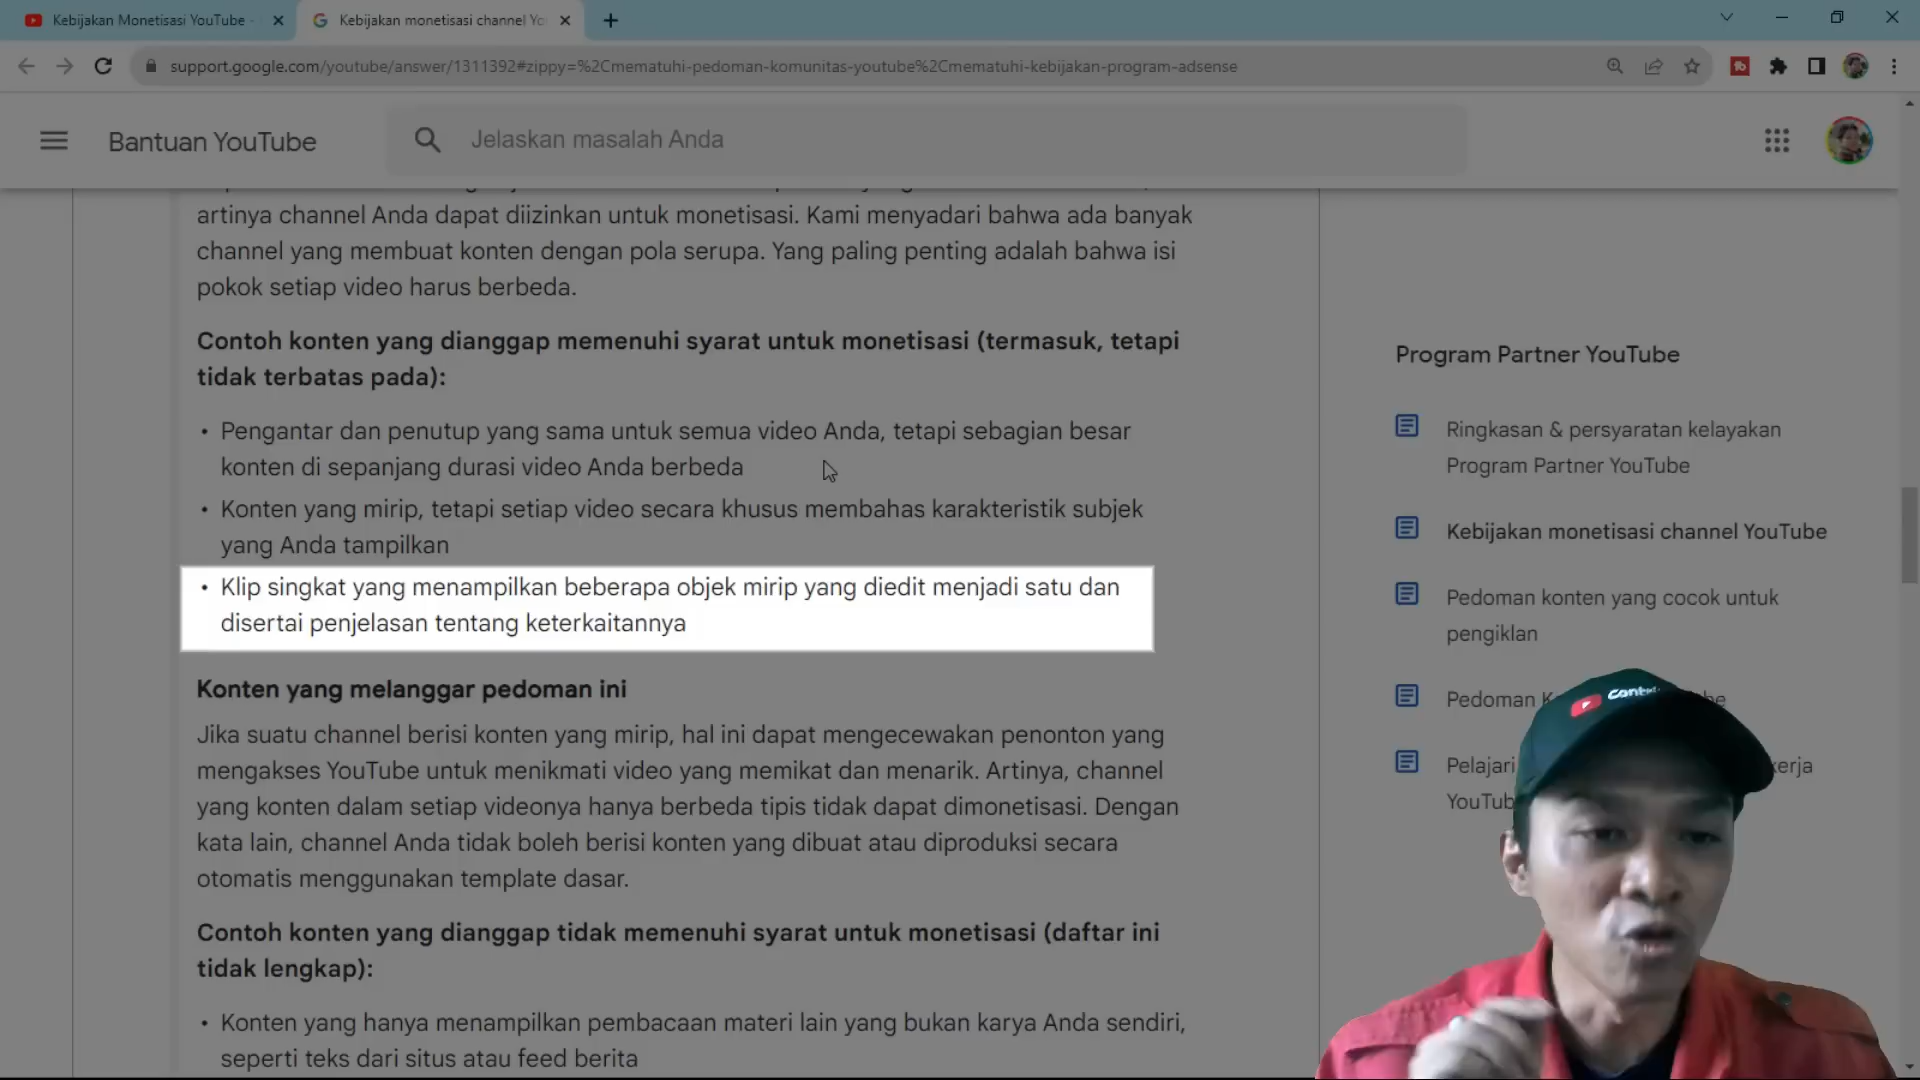 Kebijakan Monetisasi YouTube -
Kebijakan monetisasi channel Yo
support.google.com/youtube/answer/1311392#zippy=%2Cmematuhi-pedoman-komunitas-youtube%2Cmematuhi-kebijakan-program-adsense
Bantuan YouTube
Jelaskan masalah Anda
artinya channel Anda dapat diizinkan untuk monetisasi. Kami menyadari bahwa ada banyak
channel yang membuat konten dengan pola serupa. Yang paling penting adalah bahwa isi
pokok setiap video harus berbeda.
Contoh konten yang dianggap memenuhi syarat untuk monetisasi (termasuk, tetapi
tidak terbatas pada):
• Pengantar dan penutup yang sama untuk semua video Anda, tetapi sebagian besar
konten di sepanjang durasi video Anda berbeda
• Konten yang mirip, tetapi setiap video secara khusus membahas karakteristik subjek
yang Anda tampilkan
• Klip singkat yang menampilkan beberapa objek mirip yang diedit menjadi satu dan
disertai penjelasan tentang keterkaitannya
Konten yang melanggar pedoman ini
Jika suatu channel berisi konten yang mirip, hal ini dapat mengecewakan penonton yang
mengakses YouTube untuk menikmati video yang memikat dan menarik. Artinya, channel
yang konten dalam setiap videonya hanya berbeda tipis tidak dapat dimonetisasi. Dengan
kata lain, channel Anda tidak boleh berisi konten yang dibuat atau diproduksi secara
otomatis menggunakan template dasar.
Contoh konten yang dianggap tidak memenuhi syarat untuk monetisasi (daftar ini
tidak lengkap):
• Konten yang hanya menampilkan pembacaan materi lain yang bukan karya Anda sendiri,
seperti teks dari situs atau feed berita
Program Partner YouTube
Ringkasan & persyaratan kelayakan
Program Partner YouTube
Kebijakan monetisasi channel YouTube
Pedoman konten yang cocok untuk
pengiklan
Pedoman
Pelajari